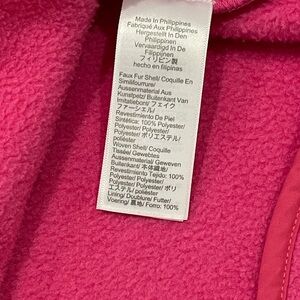 Made In Philippines
Fabriqué Aux Philippines
Hergestellt In Den
Philippinen
Vervaardigd In De
Filippijnen
フィリピン製
hecho en filipinas
Faux Fur Shell/ Coquille En
Similifourrure/
Aussenmaterial Aus
Kunstpelz/ Buitenkant Van
Imitatiebont/ フェイク
ファーシェル/
Revestimiento De Piel
Sintética: 100% Polyester/
Polyester/ Polyester/
Polyester/ ポリエステル/
poliéster
Woven Shell/ Coquille
Tissée/ Gewebtes
Aussenmaterial/ Geweven
Buitenkant/ 本体繊地/
Revestimiento Tejido: 100%
Polyester/ Polyester/
Polyester/ Polyester/ ポリ
エステル/ poliéster
Lining/ Doublure/ Futter/
Voering/ 裏地/ Forro: 100%